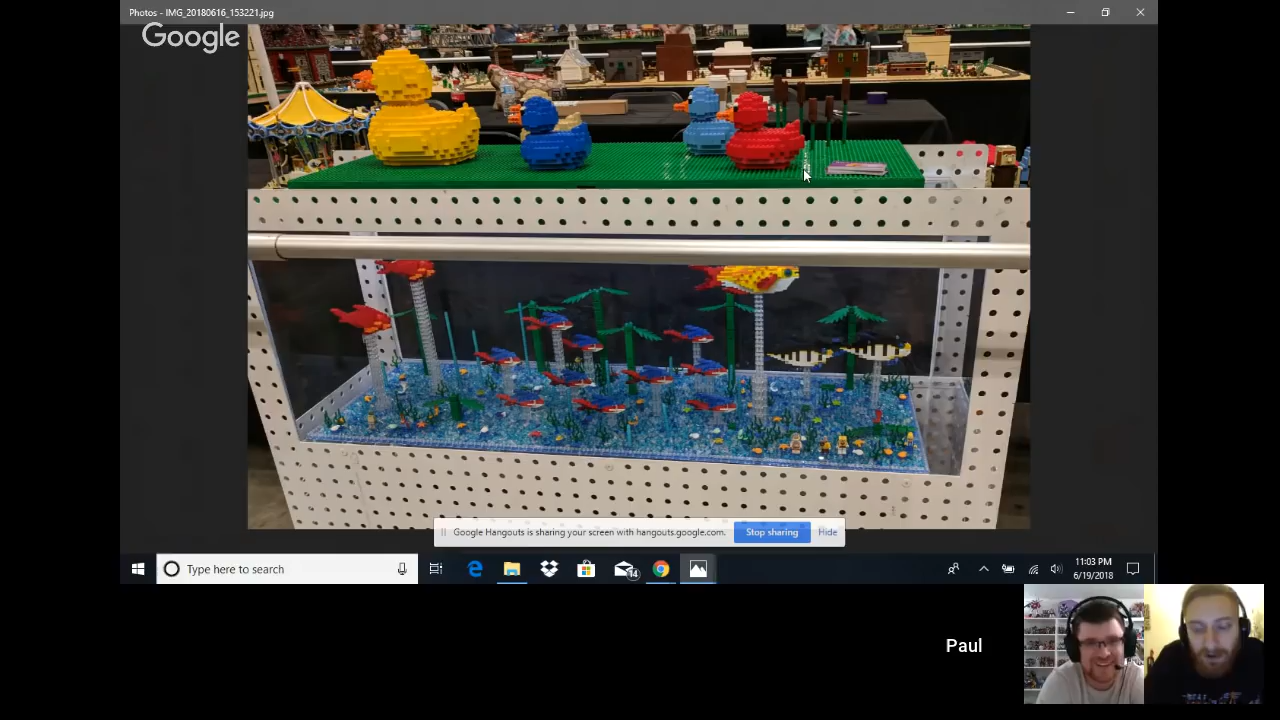 Photos - IMG_20180616_153221.jpg
Google
Google Hangouts is sharing your screen with hangouts.google.com.
Stop sharing
Hide
Type here to search
14
11:03 PM
6/19/2018
Paul